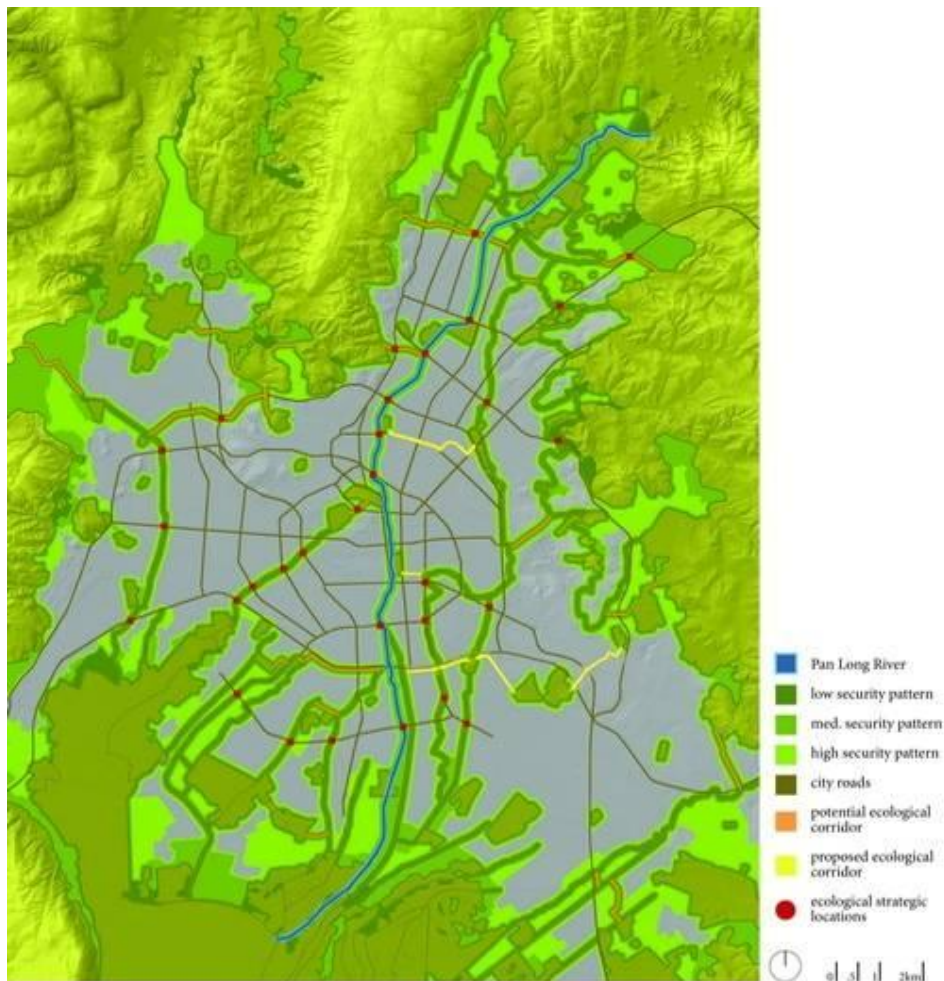 Pan Long River
low security pattern
med. security pattern
high security pattern
city roads
potential ecological
corridor
proposed ecological
corridor
ecological strategic
locations
0 .5 1 2km